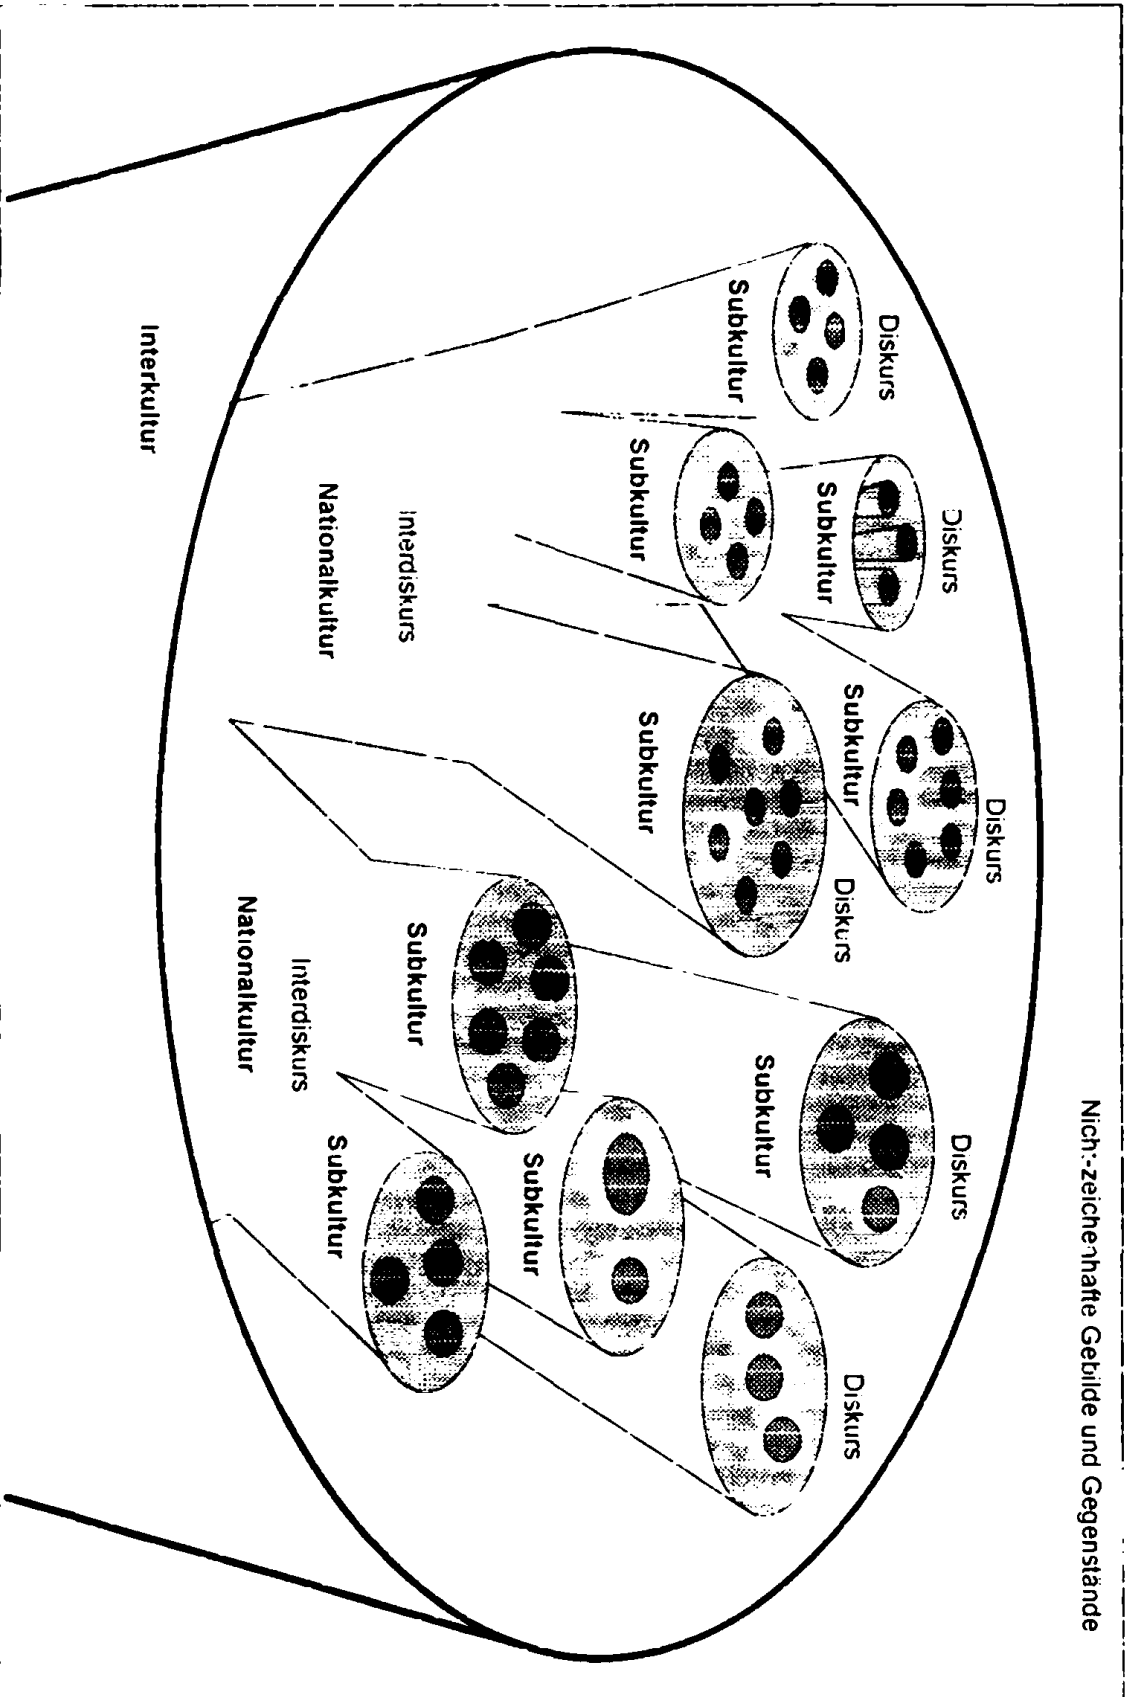 Nicht-zeichenhafte Gebilde und Gegenstände
Diskurs
Subkultur
Diskurs
Subkultur
Diskurs
Subkultur
Diskurs
Subkultur
Subkultur
Diskurs
Subkultur
Diskurs
Subkultur
Subkultur
Subkultur
Interdiskurs
Nationalkultur
Interdiskurs
Nationalkultur
Interkultur